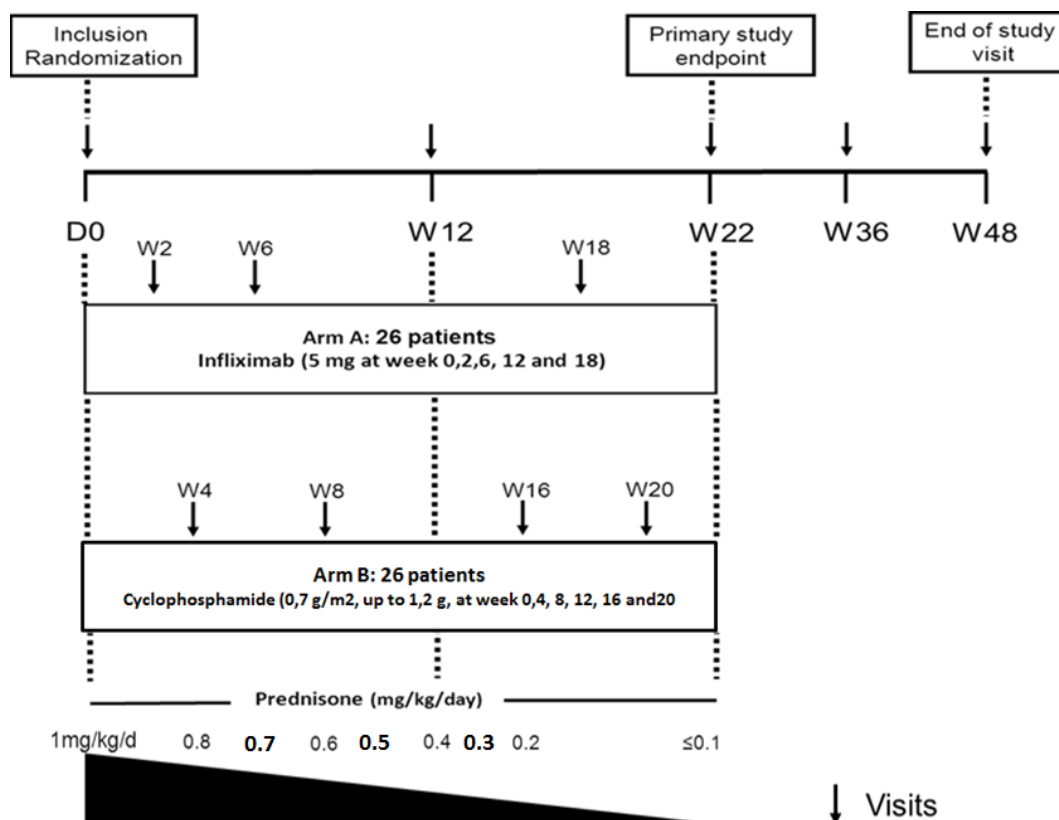 Inclusion
Randomization
Primary study
endpoint
End of study
visit
D0
W12
W22
W36
W48
W2
W6
W18
Arm A: 26 patients
Infliximab (5 mg at week 0,2,6, 12 and 18)
W4
W8
W16
W20
Arm B: 26 patients
Cyclophosphamide (0,7 g/m2, up to 1,2 g, at week 0,4, 8, 12, 16 and20
Prednisone (mg/kg/day)
1mg/kg/d 0.8 0.7 0.6 0.5 0.4 0.3 0.2 ≤0.1
Visits